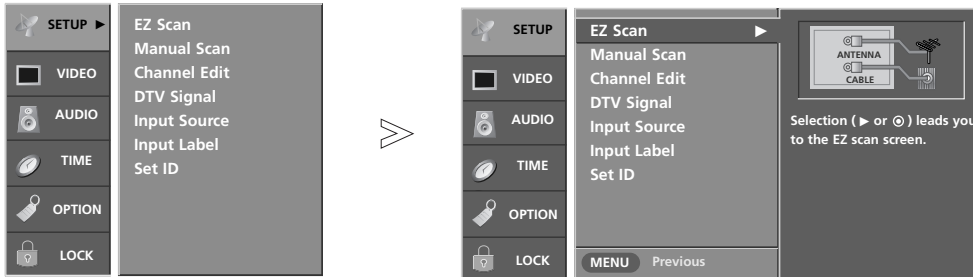 SETUP ►
VIDEO
AUDIO
TIME
OPTION
LOCK
EZ Scan
Manual Scan
Channel Edit
DTV Signal
Input Source
Input Label
Set ID
SETUP
VIDEO
AUDIO
TIME
OPTION
LOCK
EZ Scan ►
Manual Scan
Channel Edit
DTV Signal
Input Source
Input Label
Set ID
MENU Previous
ANTENNA
CABLE
Selection ( ► or ◉ ) leads you
to the EZ scan screen.